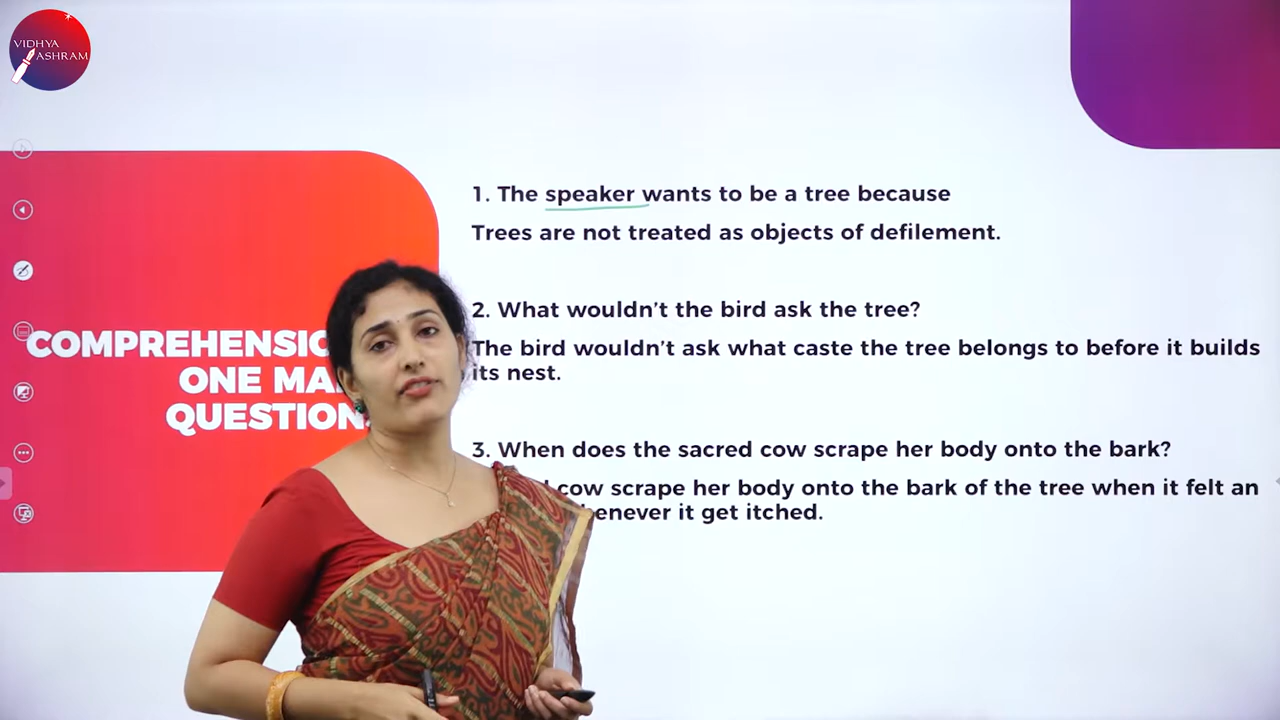 VIDHYA
ASHRAM
COMPREHENSIO
ONE MA
QUESTION
1. The speaker wants to be a tree because
Trees are not treated as objects of defilement.
2. What wouldn't the bird ask the tree?
The bird wouldn't ask what caste the tree belongs to before it builds
its nest.
3. When does the sacred cow scrape her body onto the bark?
cow scrape her body onto the bark of the tree when it felt an
it get itched.